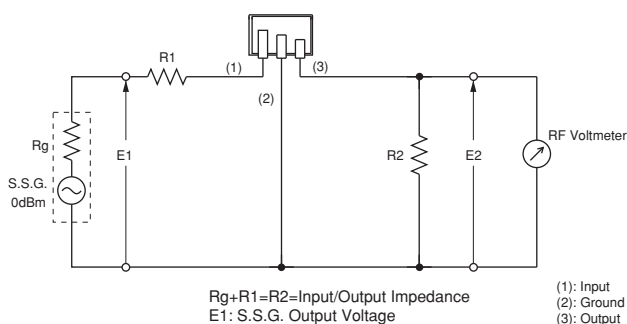 R1
(1)
(3)
(2)
Rg
E1
R2
E2
RF Voltmeter
S.S.G.
0dBm
Rg+R1=R2=Input/Output Impedance
E1: S.S.G. Output Voltage
(1): Input
(2): Ground
(3): Output